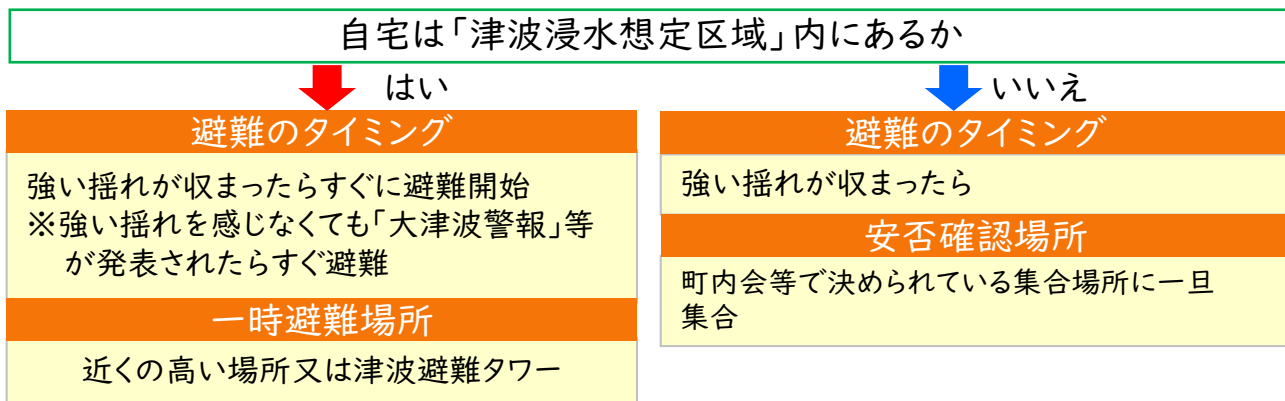 自宅は「津波浸水想定区域」内にあるか
はい
避難のタイミング
強い揺れが収まったらすぐに避難開始
※強い揺れを感じなくても「大津波警報」等
が発表されたらすぐ避難
一時避難場所
近くの高い場所又は津波避難タワー
いいえ
避難のタイミング
強い揺れが収まったら
安否確認場所
町内会等で決められている集合場所に一旦
集合